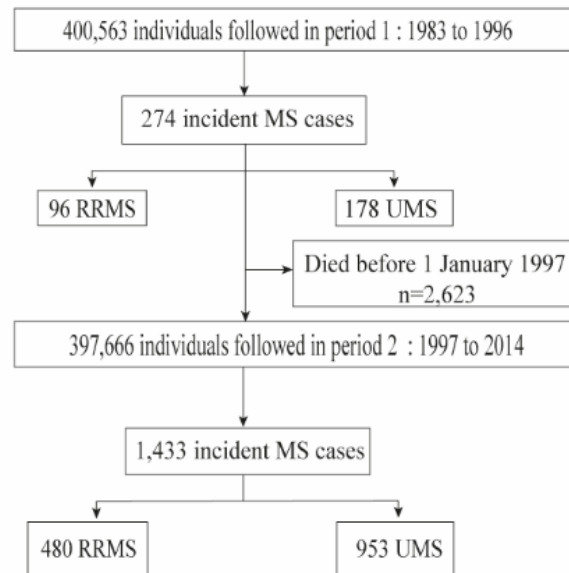 400,563 individuals followed in period 1 : 1983 to 1996
274 incident MS cases
96 RRMS
178 UMS
Died before 1 January 1997
n=2,623
397,666 individuals followed in period 2 : 1997 to 2014
1,433 incident MS cases
480 RRMS
953 UMS